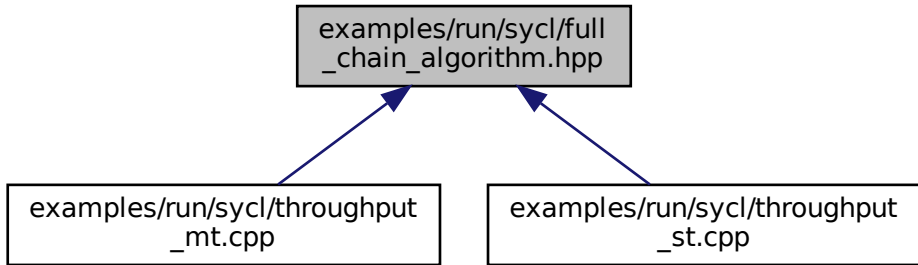 examples/run/sycl/full
_chain_algorithm.hpp
examples/run/sycl/throughput
_mt.cpp
examples/run/sycl/throughput
_st.cpp